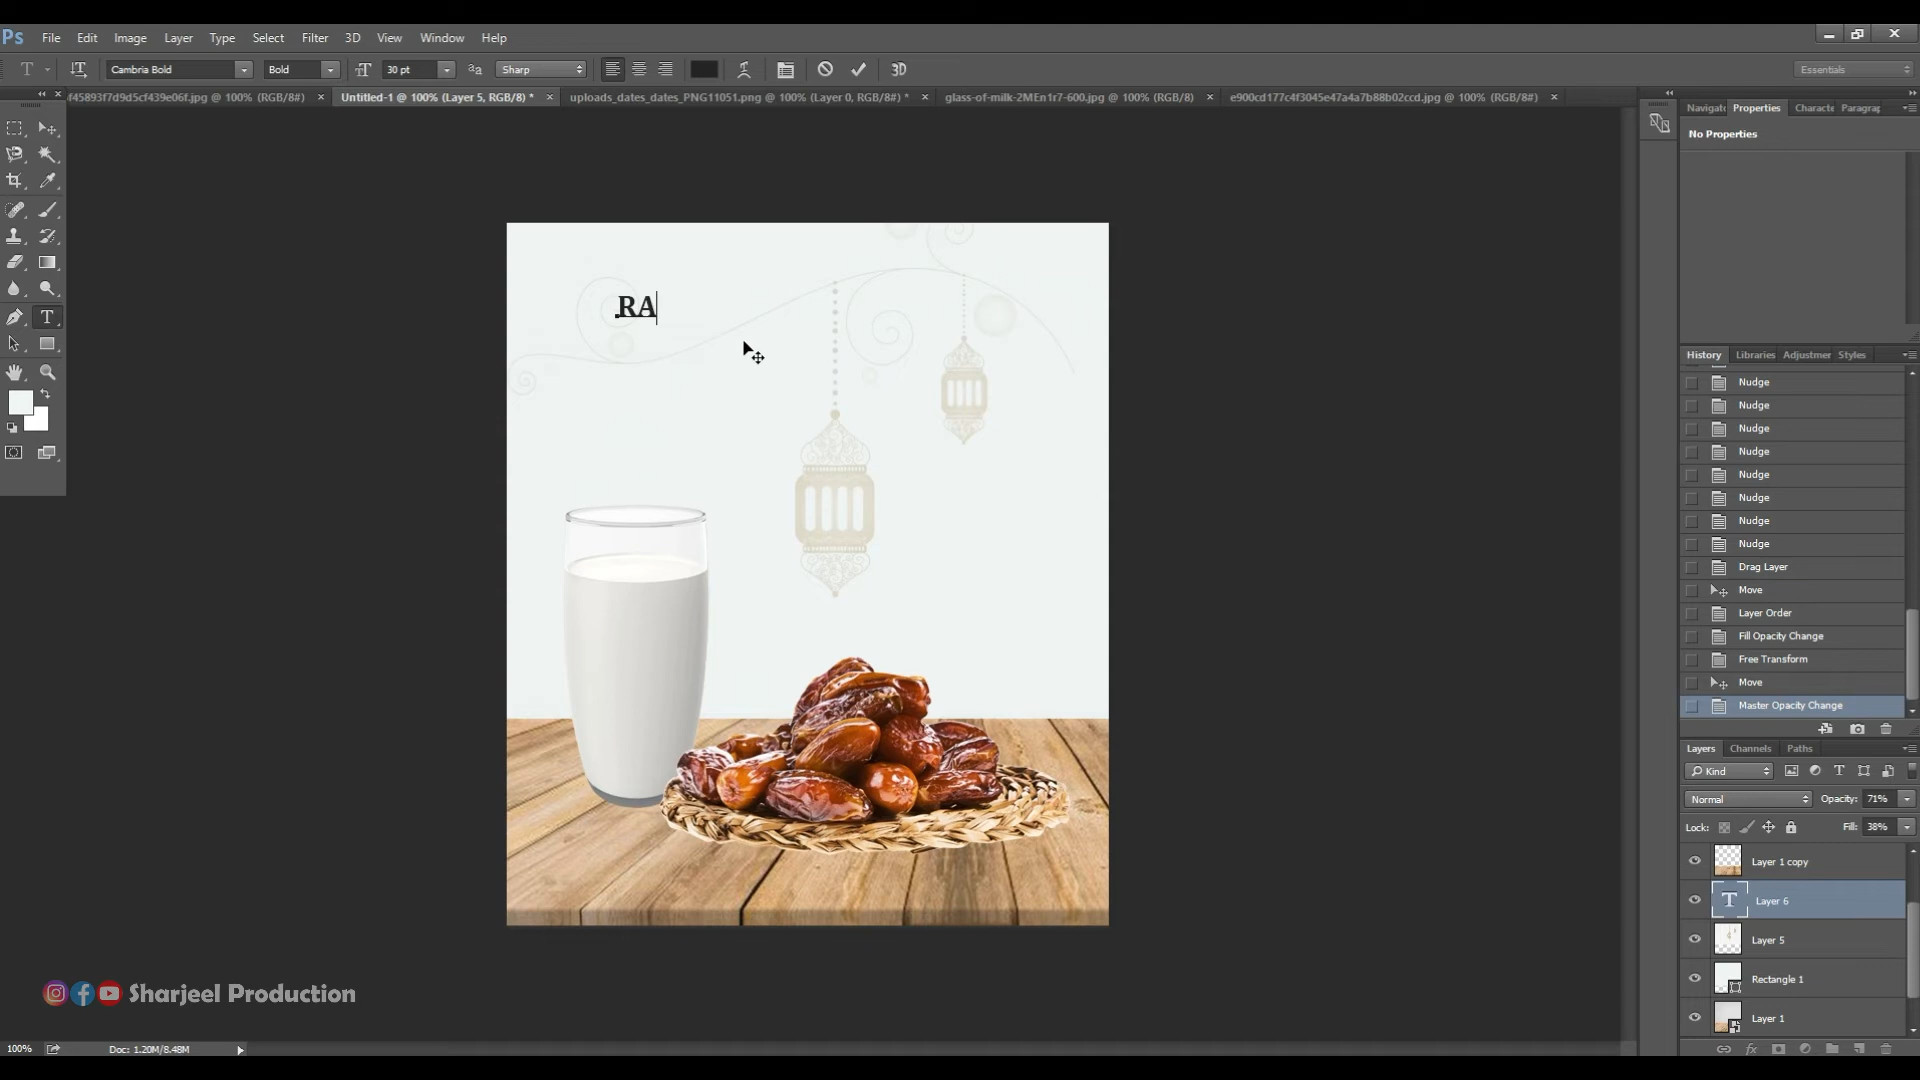 Ps File Edit Image Layer Type Select Filter 3D View Window Help
Cambria Bold Bold 30 pt Sharp 3D Essentials
f45893f7d9d5cf439e06f.jpg @ 100% (RGB/8#) × Untitled-1 @ 100% (Layer 5, RGB/8) * × uploads_dates_dates_PNG11051.png @ 100% (Layer 0, RGB/8#) * × glass-of-milk-2MEn1r7-600.jpg @ 100% (RGB/8) × e900cd177c4f3045e47a4a7b88b02ccd.jpg @ 100% (RGB/8#) ×
Navigat Properties Characte Paragrap
No Properties
RA
History Libraries Adjustmer Styles
Nudge
Nudge
Nudge
Nudge
Nudge
Nudge
Nudge
Nudge
Drag Layer
Move
Layer Order
Fill Opacity Change
Free Transform
Move
Master Opacity Change
Layers Channels Paths
Kind
Normal Opacity: 71%
Lock: Fill: 38%
Layer 1 copy
Layer 6
Layer 5
Rectangle 1
Layer 1
Sharjeel Production
100% Doc: 1.20M/8.48M